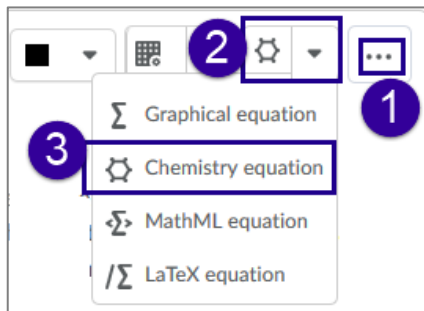 2
...
1
Graphical equation
3
Chemistry equation
MathML equation
LaTeX equation